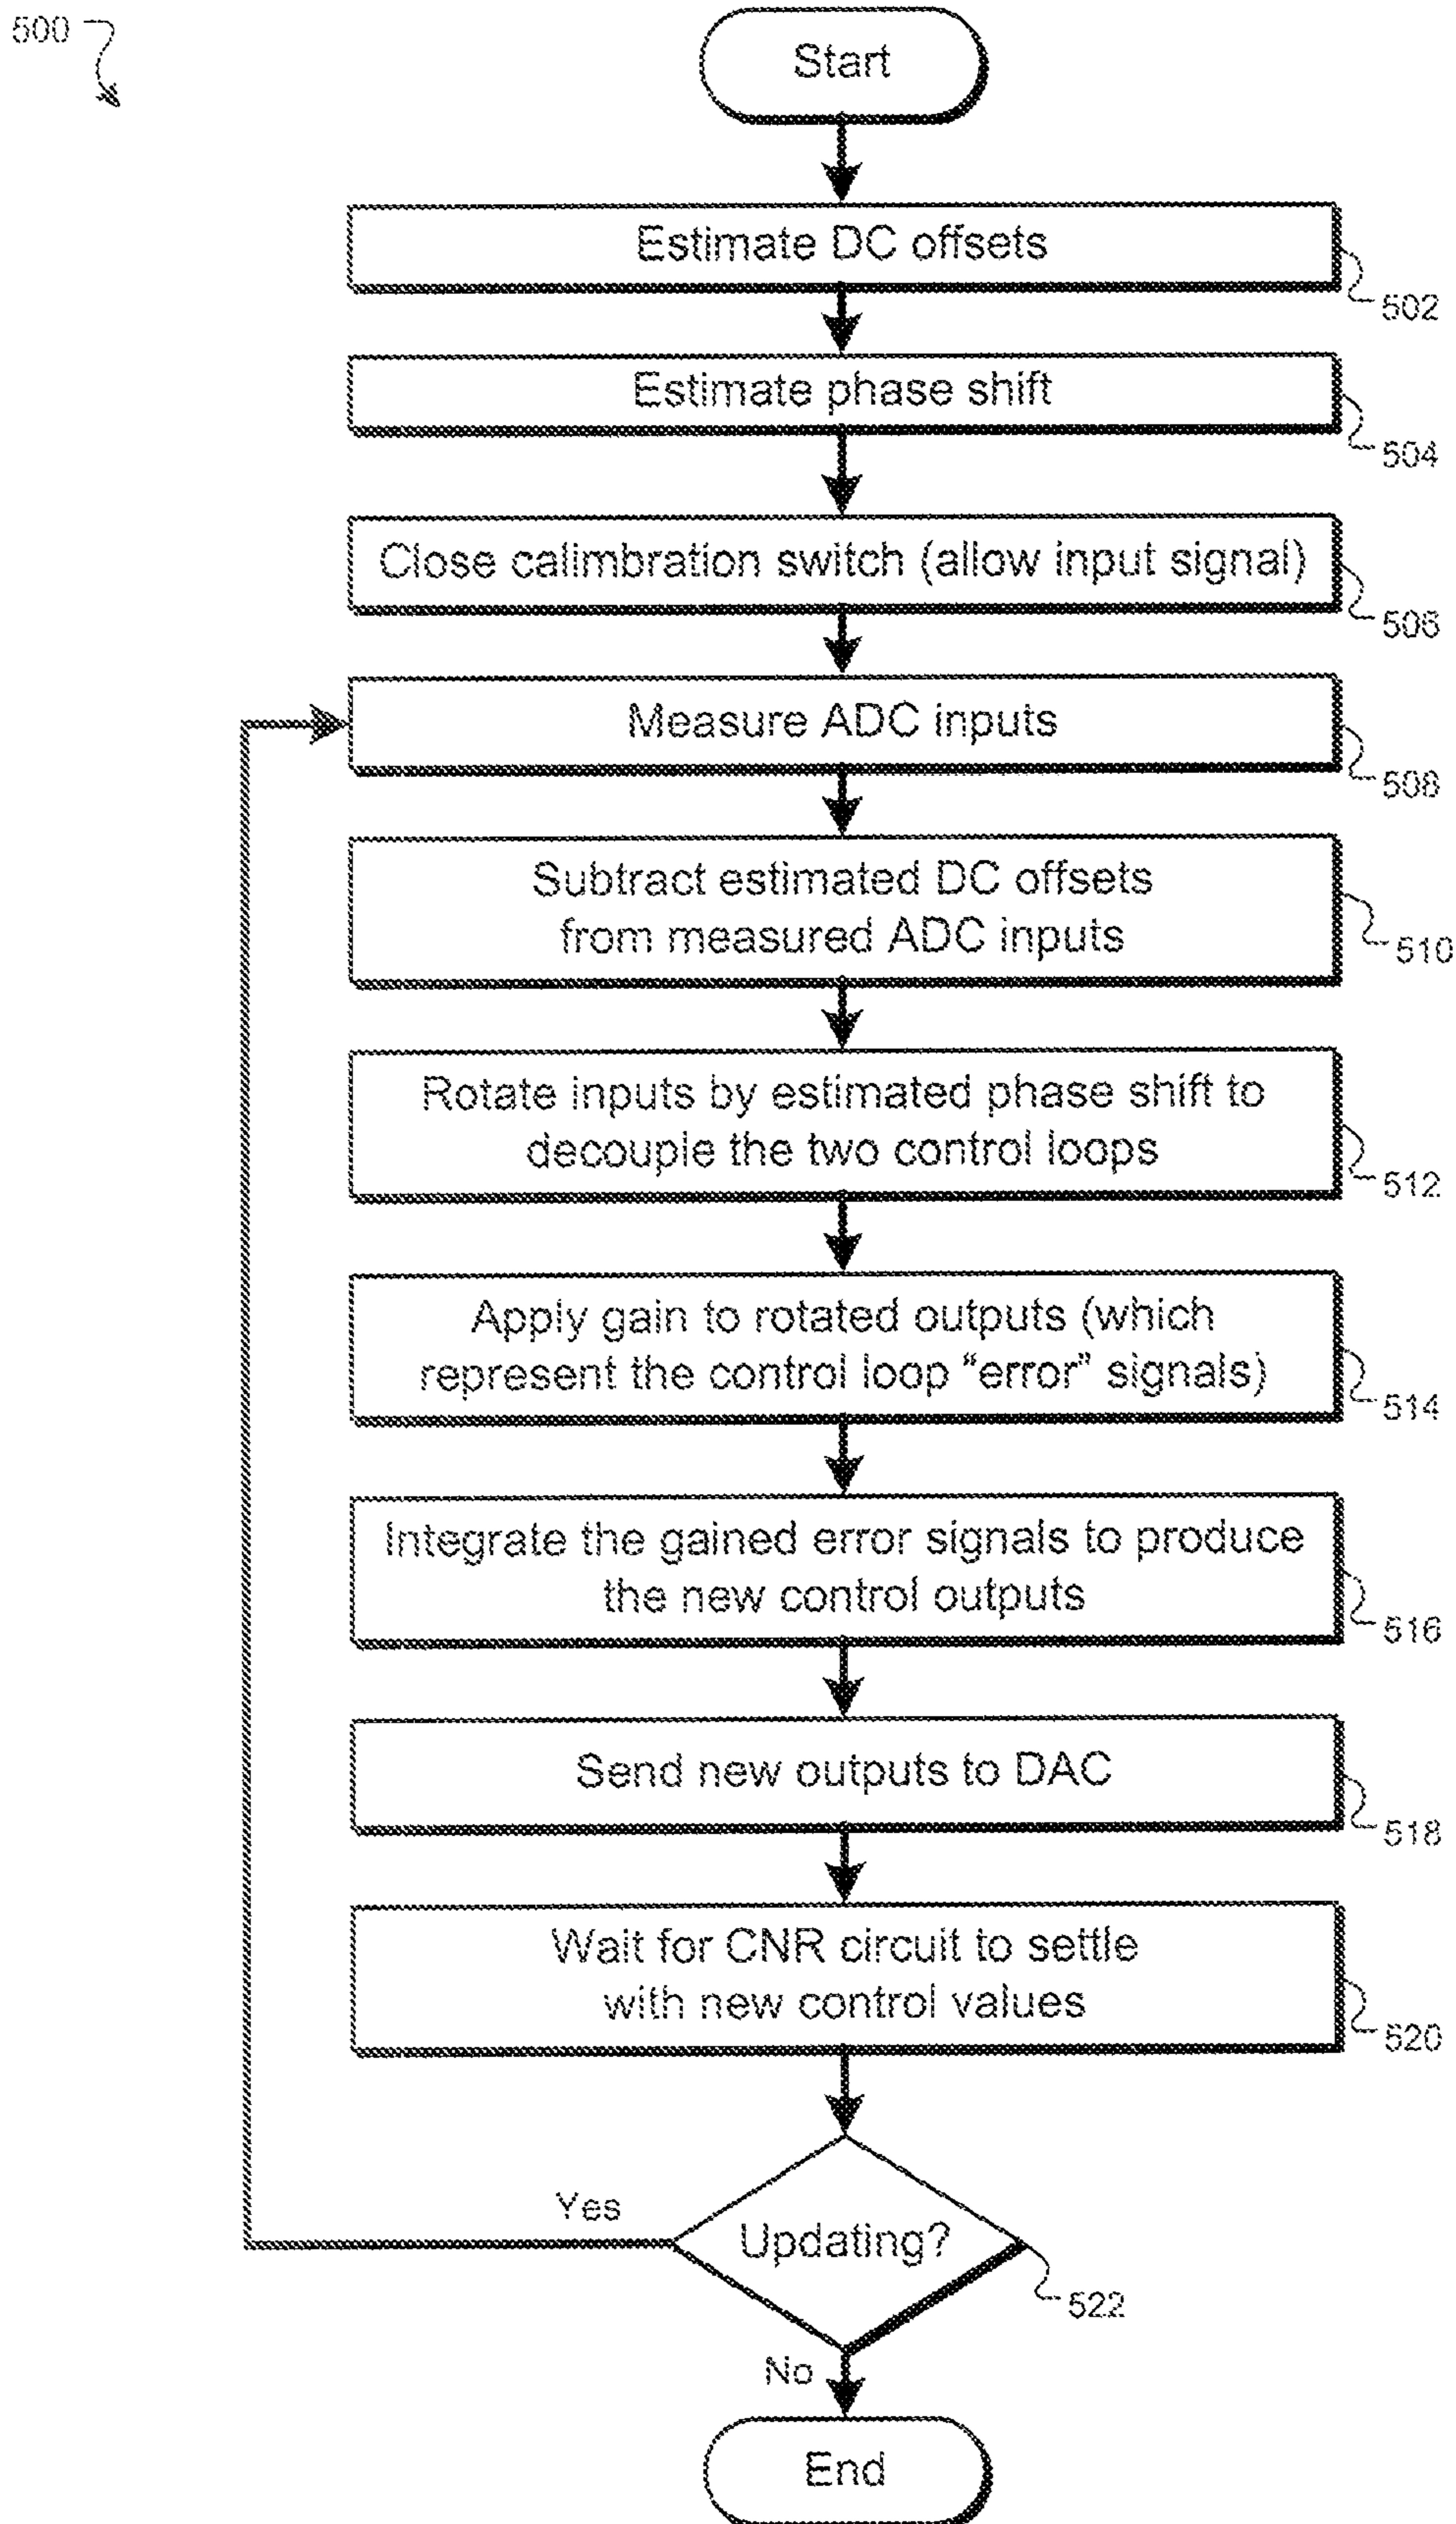 500
Start
Estimate DC offsets
502
Estimate phase shift
504
Close calimbration switch (allow input signal)
506
Measure ADC inputs
508
Subtract estimated DC offsets
from measured ADC inputs
510
Rotate inputs by estimated phase shift to
decouple the two control loops
512
Apply gain to rotated outputs (which
represent the control loop “error” signals)
514
Integrate the gained error signals to produce
the new control outputs
516
Send new outputs to DAC
518
Wait for CNR circuit to settle
with new control values
520
Yes
Updating?
522
No
End